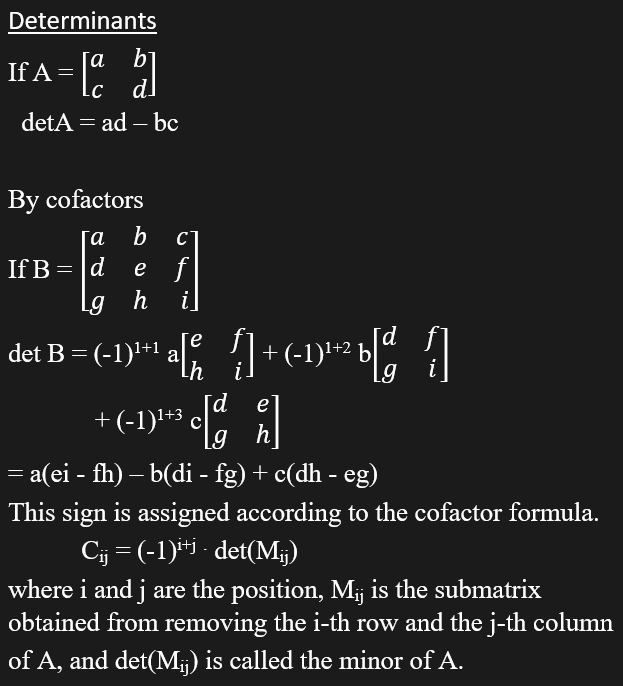 Determinants
If A = [a b
c d]
detA = ad – bc
By cofactors
If B = [a b c
d e f
g h i]
det B = (-1)¹⁺¹ a[e f
h i] + (-1)¹⁺² b[d f
g i]
+ (-1)¹⁺³ c[d e
g h]
= a(ei - fh) – b(di - fg) + c(dh - eg)
This sign is assigned according to the cofactor formula.
Cᵢⱼ = (-1)ⁱ⁺ʲ · det(Mᵢⱼ)
where i and j are the position, Mᵢⱼ is the submatrix
obtained from removing the i-th row and the j-th column
of A, and det(Mᵢⱼ) is called the minor of A.